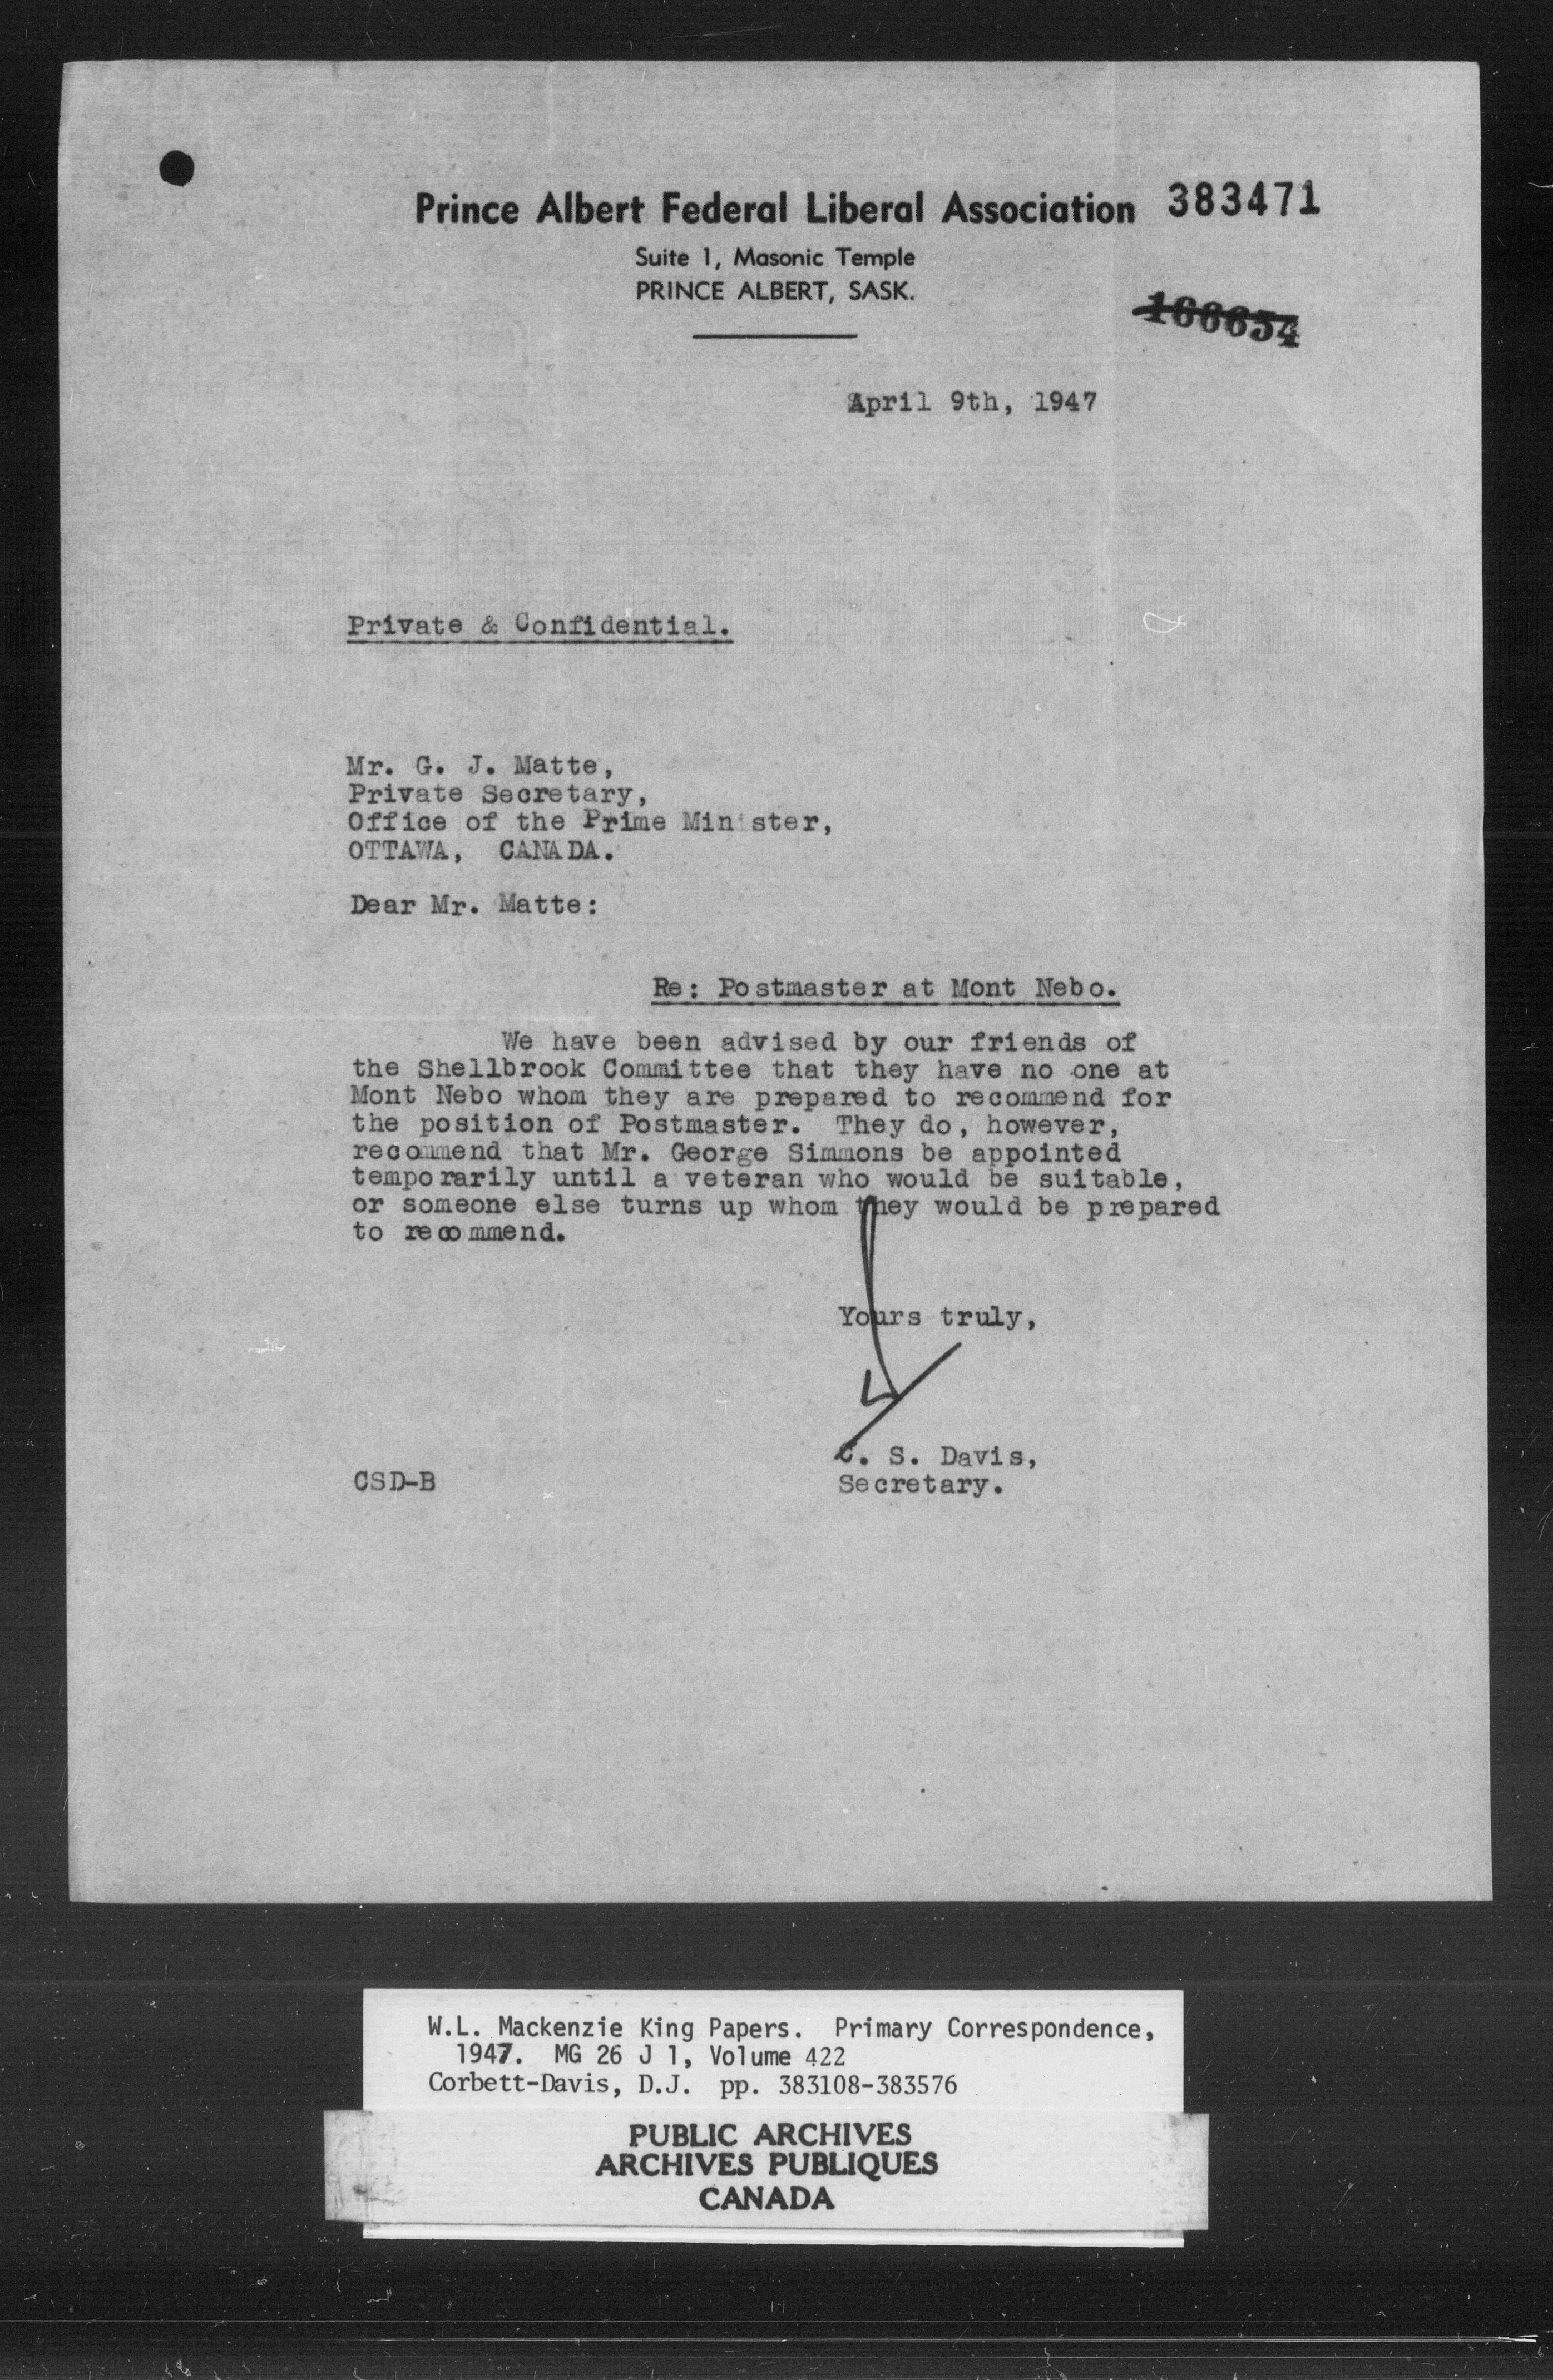 Prince Albert Federal Liberal Association 383471
Suite 1, Masonic Temple
PRINCE ALBERT, SASK.
166654
April 9th, 1947
Private & Confidential.
Mr. G. J. Matte,
Private Secretary,
Office of the Prime Minister,
OTTAWA, CANADA.
Dear Mr. Matte:
Re: Postmaster at Mont Nebo.
We have been advised by our friends of
the Shellbrook Committee that they have no one at
Mont Nebo whom they are prepared to recommend for
the position of Postmaster. They do, however,
recommend that Mr. George Simmons be appointed
temporarily until a veteran who would be suitable,
or someone else turns up whom they would be prepared
to recommend.
Yours truly,
C. S. Davis,
CSD-B
Secretary.
W.L. Mackenzie King Papers. Primary Correspondence,
1947. MG 26 J 1, Volume 422
Corbett-Davis, D.J. pp. 383108-383576
PUBLIC ARCHIVES
ARCHIVES PUBLIQUES
CANADA